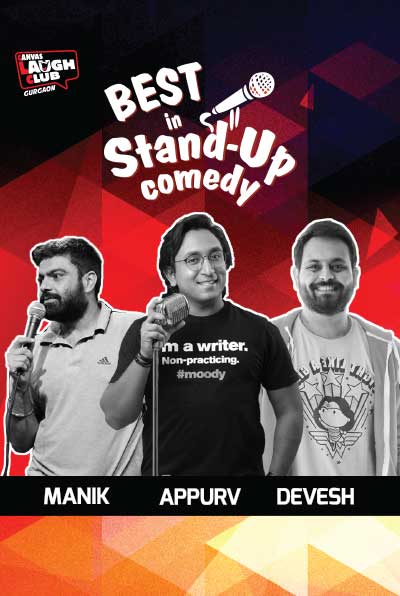 CANVAS
LAUGH
CLUB
GURGAON
BEST
in
Stand-Up
comedy
I'm a writer.
Non-practicing.
#moody
MANIK
APPURV
DEVESH